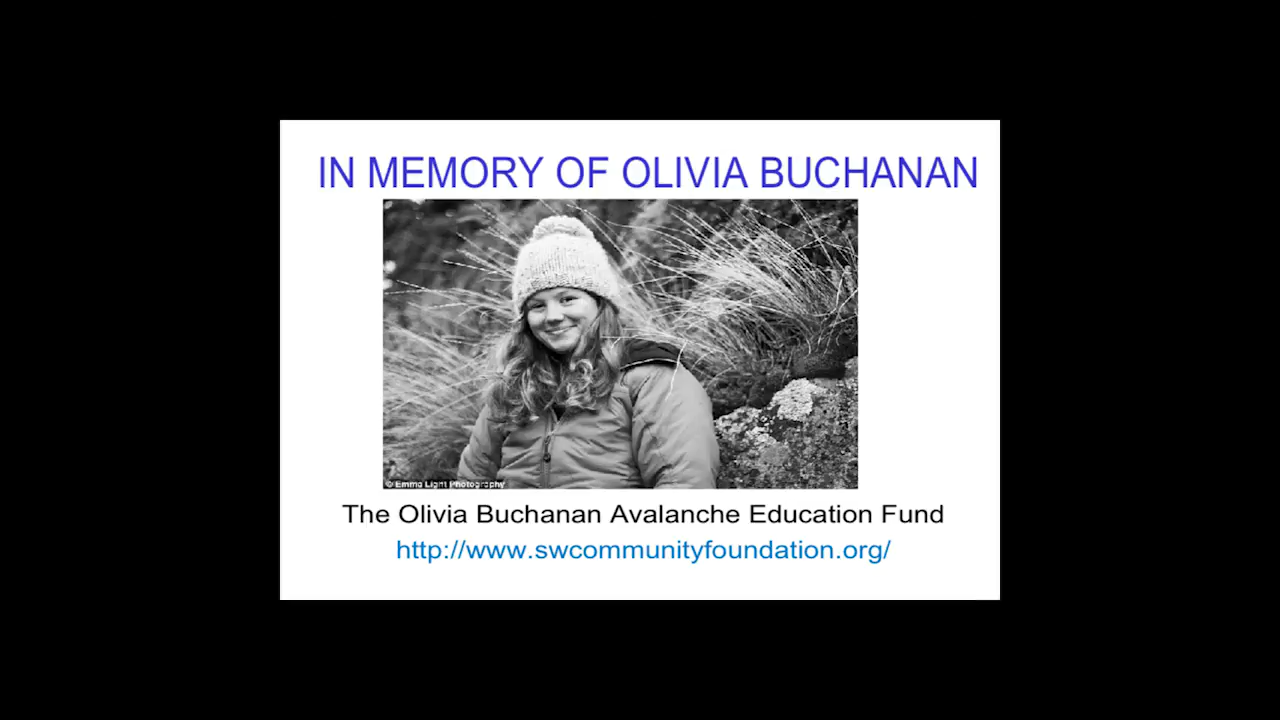 IN MEMORY OF OLIVIA BUCHANAN
© Emma Light Photography
The Olivia Buchanan Avalanche Education Fund
http://www.swcommunityfoundation.org/